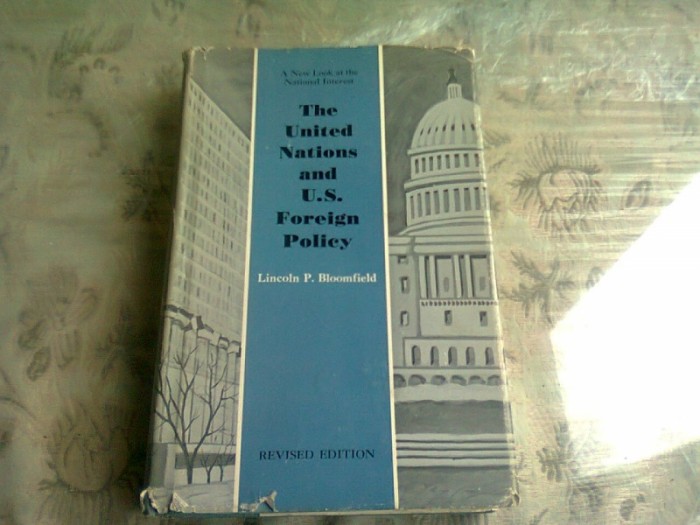 A New Look at the
National Interest
The
United
Nations
and
U.S.
Foreign
Policy
Lincoln P. Bloomfield
REVISED EDITION